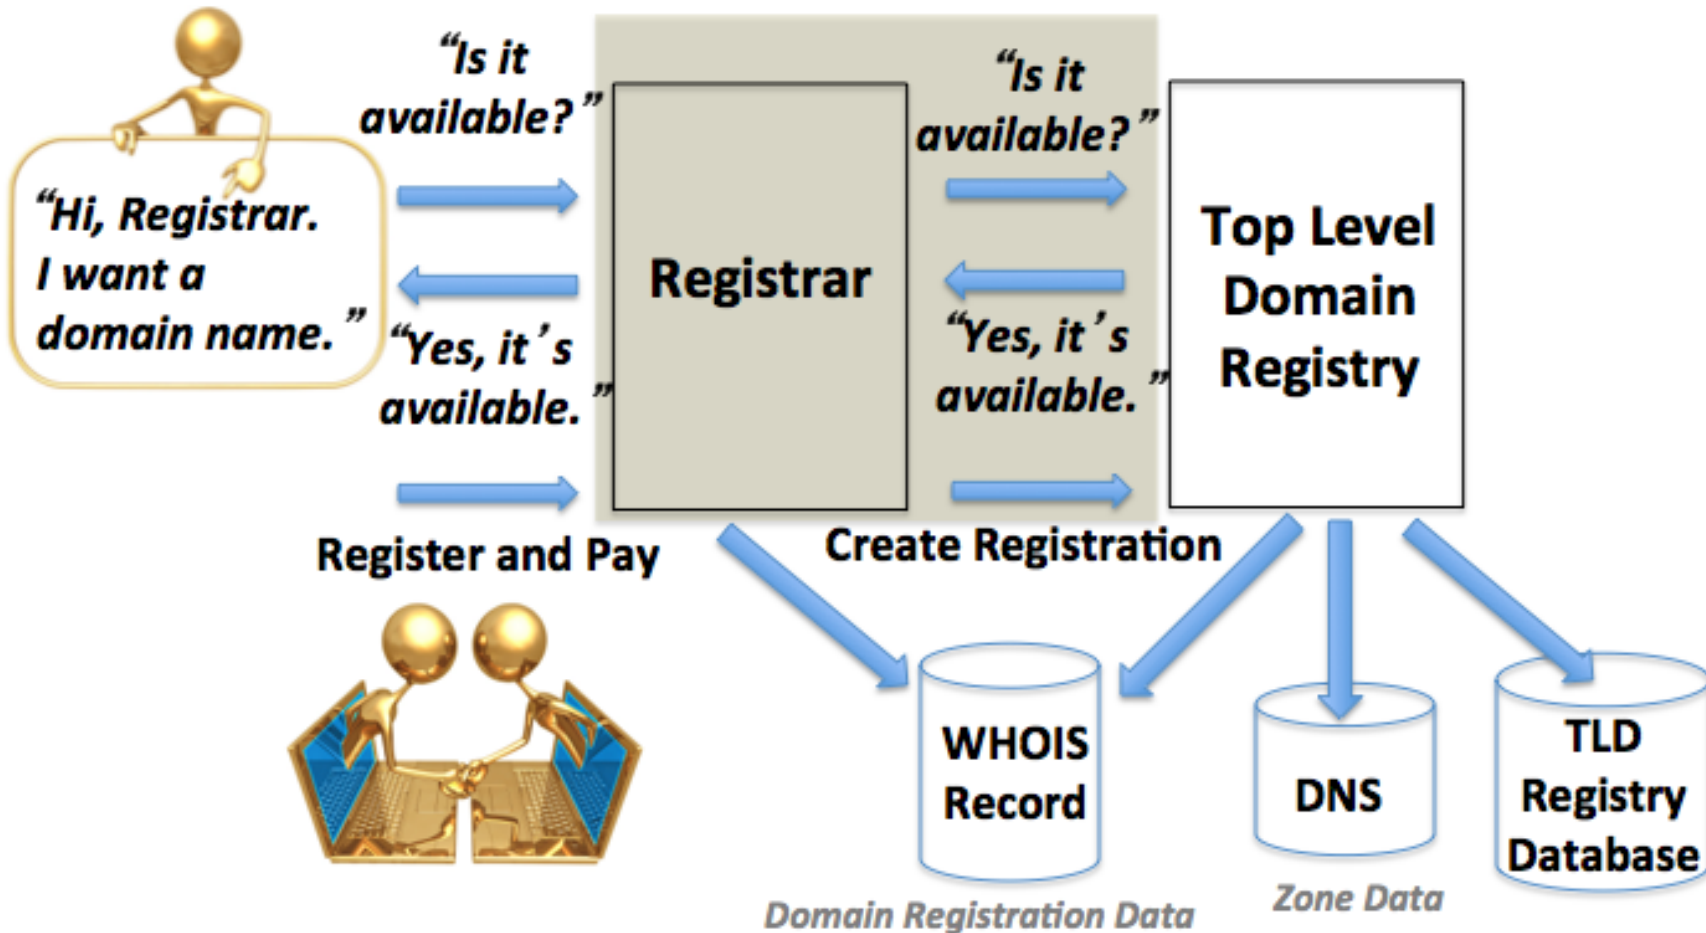 “Is it
available?”
“Hi, Registrar.
I want a
domain name.”
“Yes, it’s
available.”
Register and Pay
Registrar
“Is it
available?”
“Yes, it’s
available.”
Create Registration
Top Level
Domain
Registry
WHOIS
Record
Domain Registration Data
DNS
Zone Data
TLD
Registry
Database